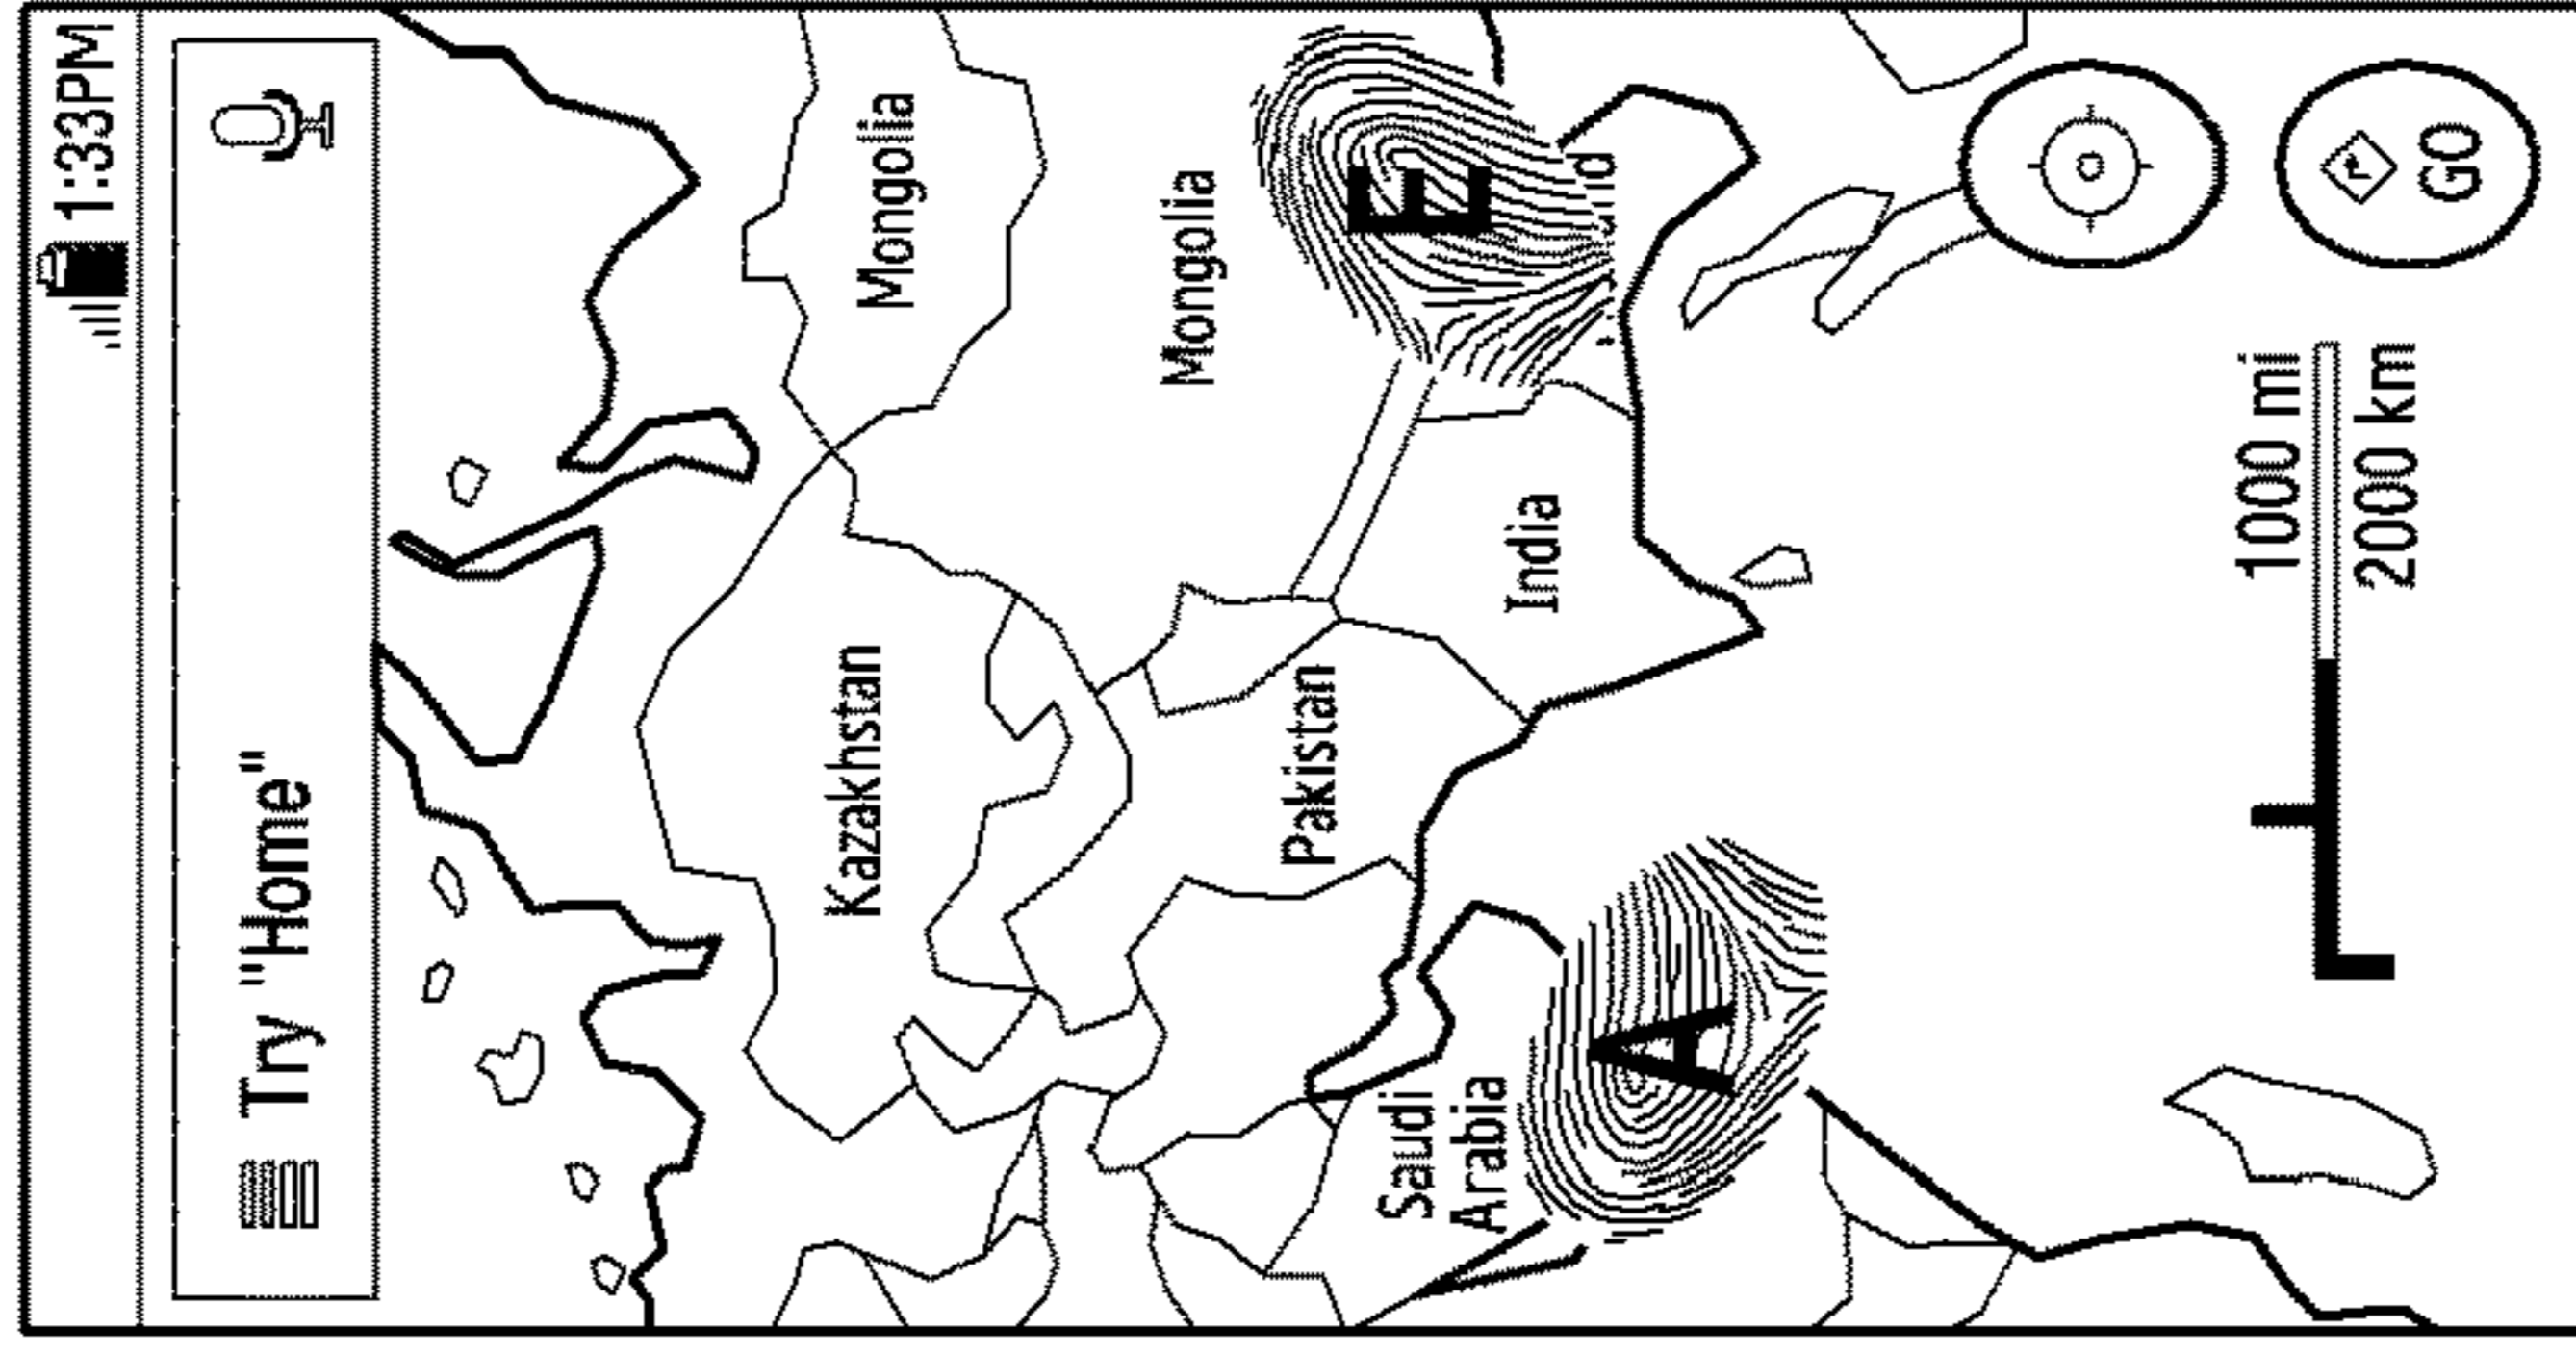 1:33PM
Try "Home"
Mongolia
Kazakhstan
Mongolia
Pakistan
India
Saudi
Arabia
E
A
1000 mi
2000 km
GO